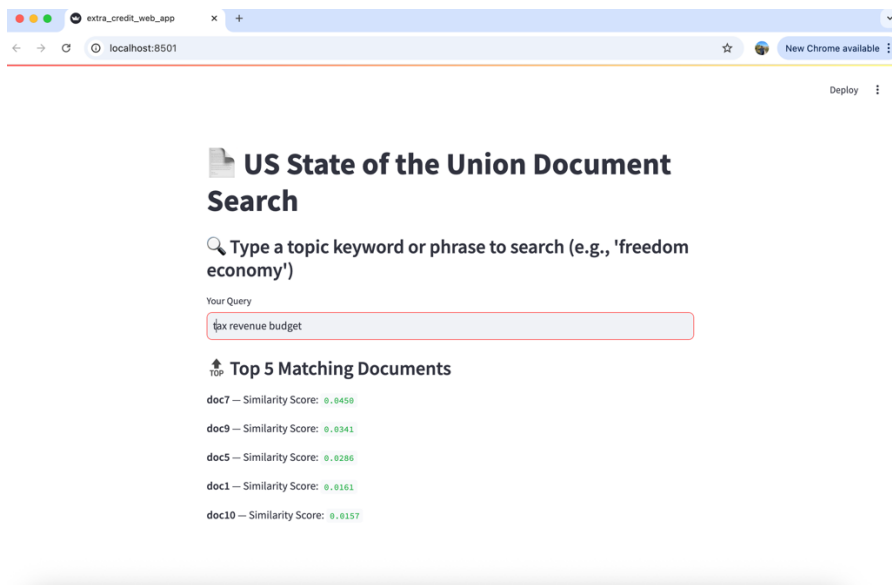 extra_credit_web_app
localhost:8501
New Chrome available
Deploy
US State of the Union Document
Search
Type a topic keyword or phrase to search (e.g., 'freedom
economy')
Your Query
tax revenue budget
TOP Top 5 Matching Documents
doc7 — Similarity Score: 0.0450
doc9 — Similarity Score: 0.0341
doc5 — Similarity Score: 0.0286
doc1 — Similarity Score: 0.0161
doc10 — Similarity Score: 0.0157